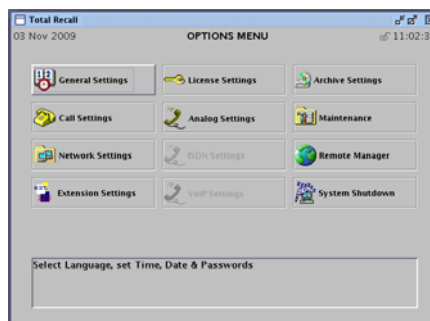 Total Recall
03 Nov 2009 OPTIONS MENU 11:02:3
General Settings License Settings Archive Settings
Call Settings Analog Settings Maintenance
Network Settings ISDN Settings Remote Manager
Extension Settings VoIP Settings System Shutdown
Select Language, set Time, Date & Passwords